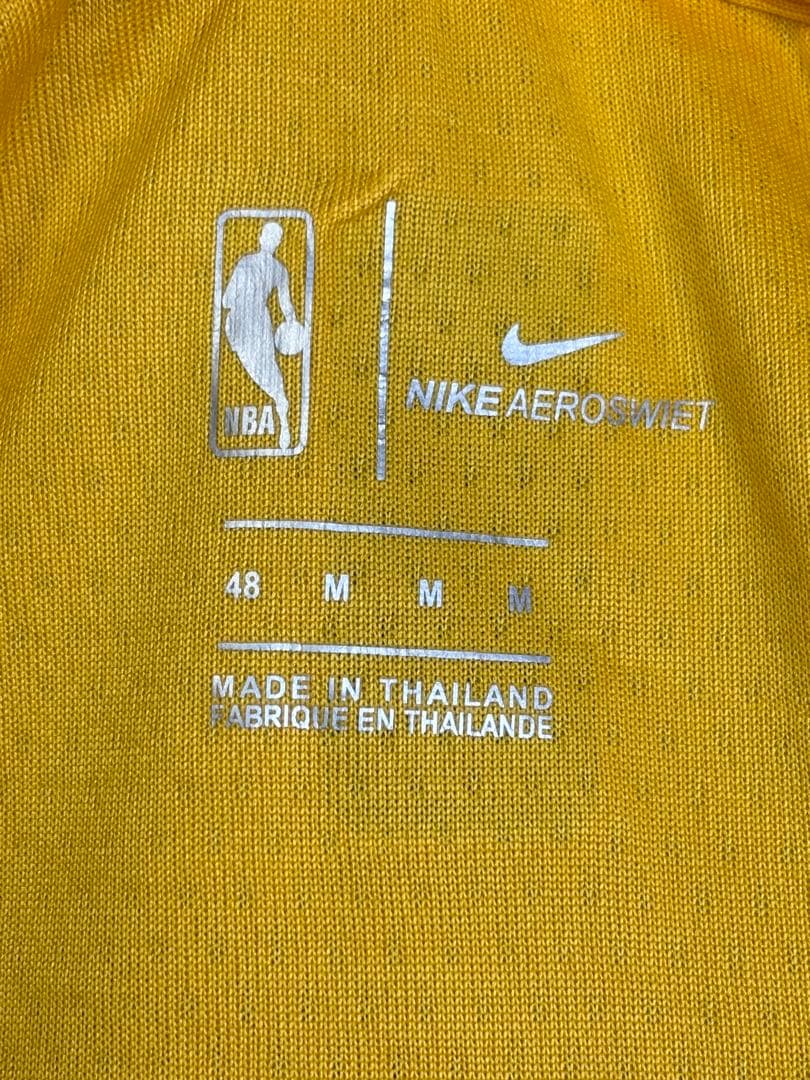 NBA
NIKE AEROSWIET
48 M M M
MADE IN THAILAND
FABRIQUE EN THAILANDE